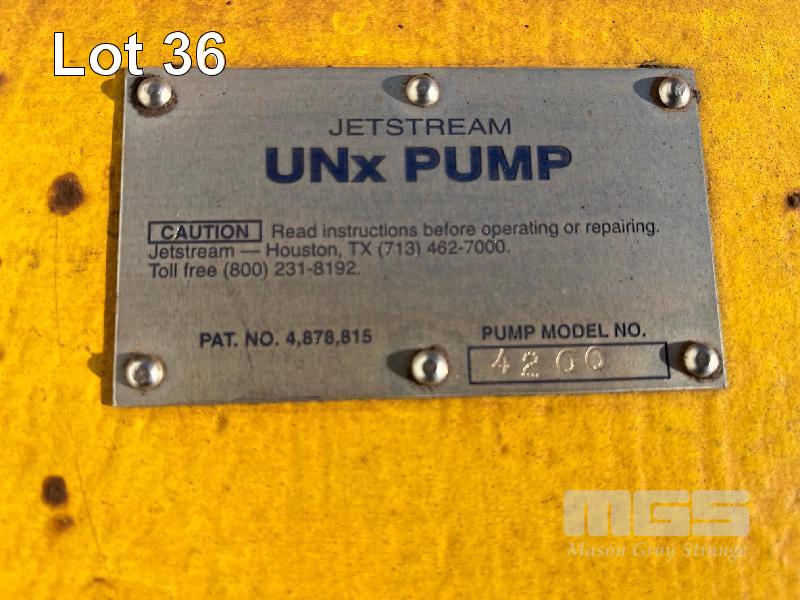 Lot 36
JETSTREAM
UNx PUMP
CAUTION Read instructions before operating or repairing.
Jetstream — Houston, TX (713) 462-7000.
Toll free (800) 231-8192.
PAT. NO. 4,878,815
PUMP MODEL NO.
4200
MGS
Mason Gray Strange